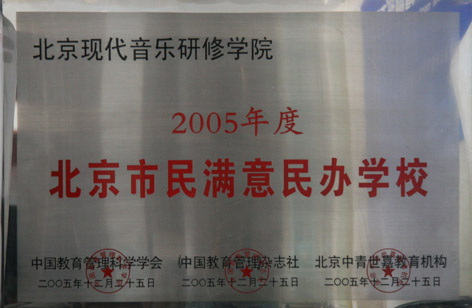 北京现代音乐研修学院
2005年度
北京市民满意民办学校
中国教育管理科学学会 中国教育管理杂志社 北京中青世嘉教育机构
二〇〇五年十二月二十五日 二〇〇五年十二月二十五日 二〇〇五年十二月二十五日